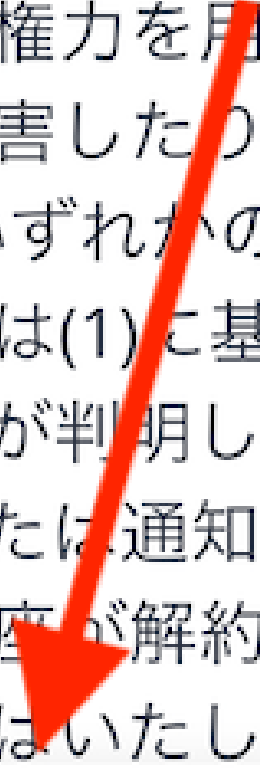 権力を用
害したり
いずれかの
は(1)に基
が判明し
たは通知
座が解約
はいたし